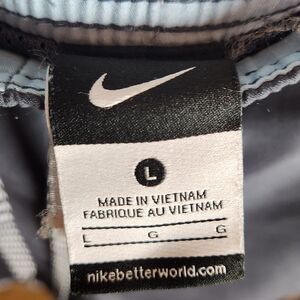 L
MADE IN VIETNAM
FABRIQUE AU VIETNAM
L G G
nikebetterworld.com